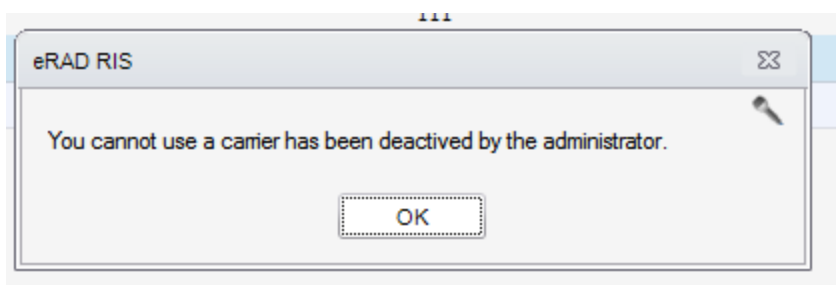 eRAD RIS
You cannot use a carrier has been deactived by the administrator.
OK